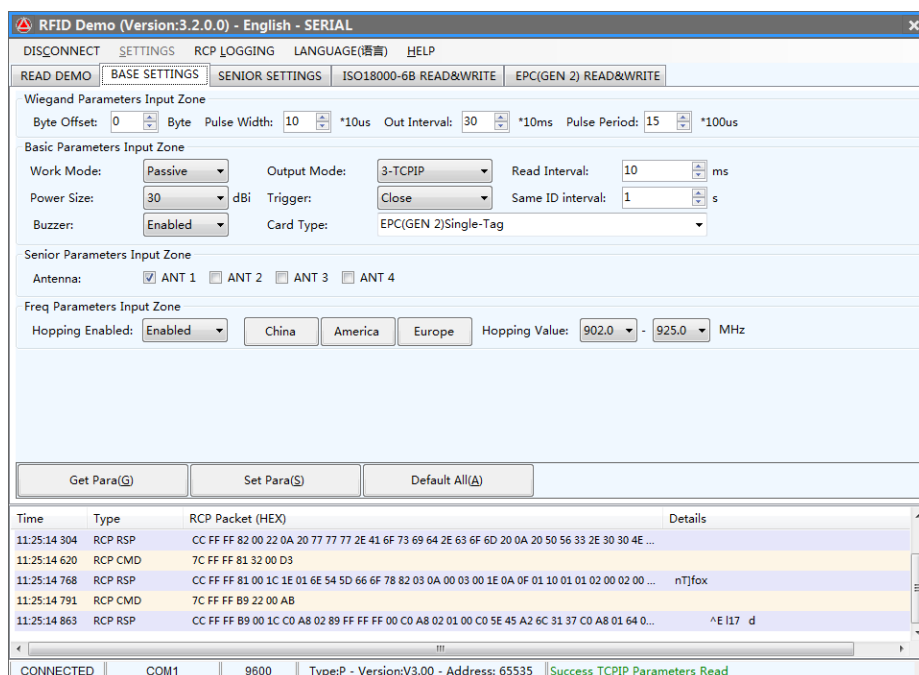 RFID Demo (Version:3.2.0.0) - English - SERIAL
DISCONNECT SETTINGS RCP LOGGING LANGUAGE(语言) HELP
READ DEMO BASE SETTINGS SENIOR SETTINGS ISO18000-6B READ&WRITE EPC(GEN 2) READ&WRITE
Wiegand Parameters Input Zone
Byte Offset: 0 Byte Pulse Width: 10 *10us Out Interval: 30 *10ms Pulse Period: 15 *100us
Basic Parameters Input Zone
Work Mode: Passive Output Mode: 3-TCPIP Read Interval: 10 ms
Power Size: 30 dBi Trigger: Close Same ID interval: 1 s
Buzzer: Enabled Card Type: EPC(GEN 2)Single-Tag
Senior Parameters Input Zone
Antenna: ANT 1 ANT 2 ANT 3 ANT 4
Freq Parameters Input Zone
Hopping Enabled: Enabled China America Europe Hopping Value: 902.0 - 925.0 MHz
Get Para(G) Set Para(S) Default All(A)
Time Type RCP Packet (HEX) Details
11:25:14 304 RCP RSP CC FF FF 82 00 22 0A 20 77 77 77 2E 41 6F 73 69 64 2E 63 6F 6D 20 0A 20 50 56 33 2E 30 30 4E ...
11:25:14 620 RCP CMD 7C FF FF 81 32 00 D3
11:25:14 768 RCP RSP CC FF FF 81 00 1C 1E 01 6E 54 5D 66 6F 78 82 03 0A 00 03 00 1E 0A 0F 01 10 01 01 02 00 02 00 ... nT]fox
11:25:14 791 RCP CMD 7C FF FF B9 22 00 AB
11:25:14 863 RCP RSP CC FF FF B9 00 1C C0 A8 02 89 FF FF FF 00 C0 A8 02 01 00 C0 5E 45 A2 6C 31 37 C0 A8 01 64 0... ^E l17 d
CONNECTED COM1 9600 Type:P - Version:V3.00 - Address: 65535 Success TCPIP Parameters Read